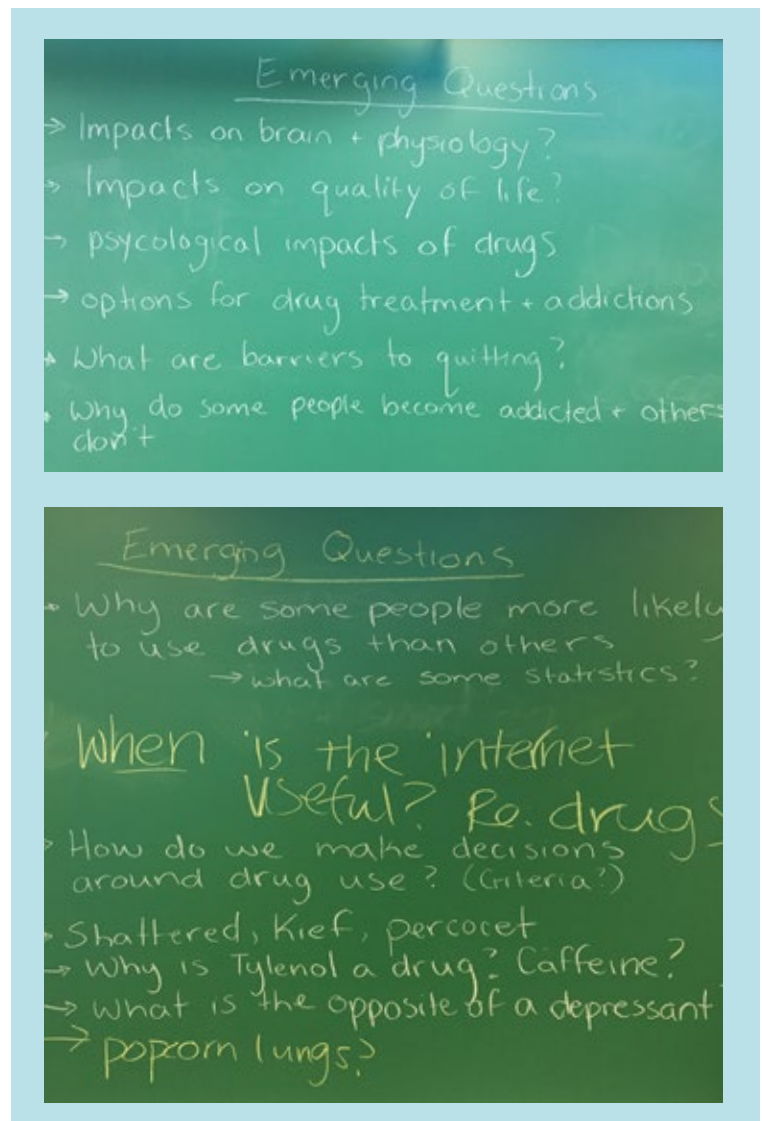 Emerging Questions
→ Impacts on brain + physiology?
→ Impacts on quality of life?
→ psycological impacts of drugs
→ options for drug treatment + addictions
→ What are barriers to quitting?
• Why do some people become addicted + others
don't
Emerging Questions
→ Why are some people more likely
to use drugs than others
→ what are some statistics?
When is the internet
Useful? Re. drugs
→ How do we make decisions
around drug use? (Criteria?)
→ Shattered, Kief, percocet
→ Why is Tylenol a drug? Caffeine?
→ What is the opposite of a depressant
→ popcorn lungs?